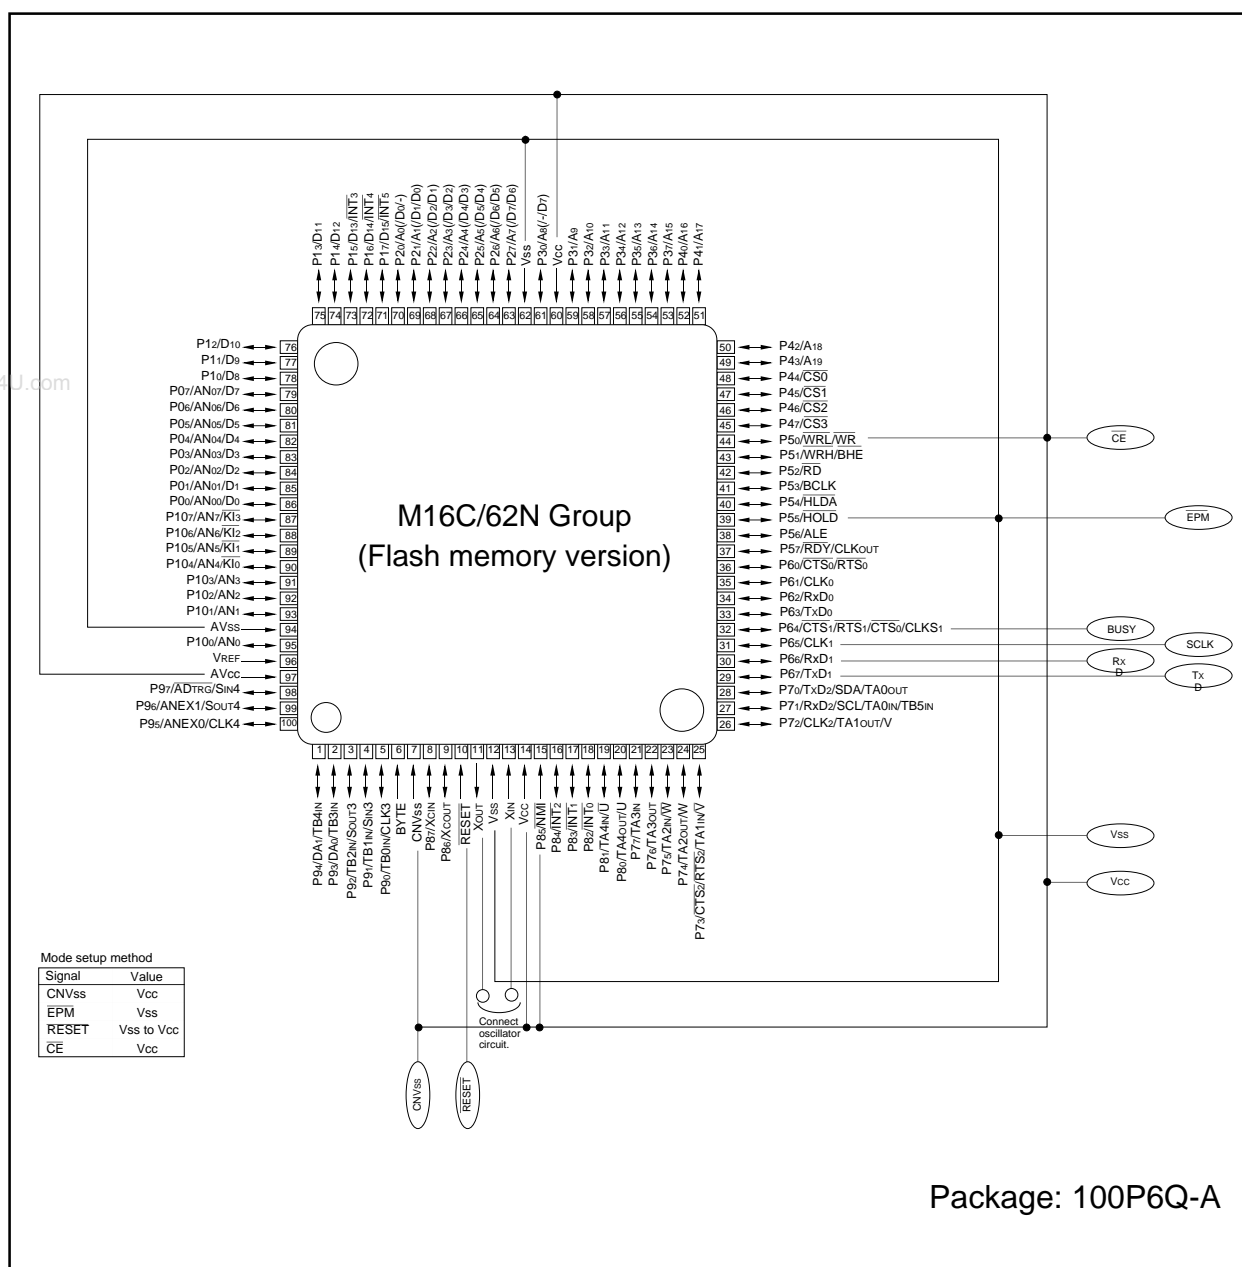 P13/D11
P14/D12
P15/D13/INT3
P16/D14/INT4
P17/D15/INT5
P20/A0(/D0/-)
P21/A1(/D1/D0)
P22/A2(/D2/D1)
P23/A3(/D3/D2)
P24/A4(/D4/D3)
P25/A5(/D5/D4)
P26/A6(/D6/D5)
P27/A7(/D7/D6)
Vss
P30/A8(/-/D7)
Vcc
P31/A9
P32/A10
P33/A11
P34/A12
P35/A13
P36/A14
P37/A15
P40/A16
P41/A17
75 74 73 72 71 70 69 68 67 66 65 64 63 62 61 60 59 58 57 56 55 54 53 52 51
P12/D10 76
P11/D9 77
P10/D8 78
4U.com
P07/AN07/D7 79
P06/AN06/D6 80
P05/AN05/D5 81
P04/AN04/D4 82
P03/AN03/D3 83
P02/AN02/D2 84
P01/AN01/D1 85
P00/AN00/D0 86
P107/AN7/KI3 87
P106/AN6/KI2 88
P105/AN5/KI1 89
P104/AN4/KI0 90
P103/AN3 91
P102/AN2 92
P101/AN1 93
AVss 94
P100/AN0 95
VREF 96
AVcc 97
P97/ADTRG/SIN4 98
P96/ANEX1/SOUT4 99
P95/ANEX0/CLK4 100
M16C/62N Group
(Flash memory version)
50 P42/A18
49 P43/A19
48 P44/CS0
47 P45/CS1
46 P46/CS2
45 P47/CS3
44 P50/WRL/WR
43 P51/WRH/BHE
42 P52/RD
41 P53/BCLK
40 P54/HLDA
39 P55/HOLD
38 P56/ALE
37 P57/RDY/CLKOUT
36 P60/CTS0/RTS0
35 P61/CLK0
34 P62/RxD0
33 P63/TxD0
32 P64/CTS1/RTS1/CTS0/CLKS1
31 P65/CLK1
30 P66/RxD1
29 P67/TxD1
28 P70/TxD2/SDA/TA0OUT
27 P71/RxD2/SCL/TA0IN/TB5IN
26 P72/CLK2/TA1OUT/V
CE
EPM
BUSY
SCLK
Rx
D
Tx
D
Vss
Vcc
1 2 3 4 5 6 7 8 9 10 11 12 13 14 15 16 17 18 19 20 21 22 23 24 25
P94/DA1/TB4IN
P93/DA0/TB3IN
P92/TB2IN/SOUT3
P91/TB1IN/SIN3
P90/TB0IN/CLK3
BYTE
CNVss
P87/XCIN
P86/XCOUT
RESET
XOUT
Vss
XIN
Vcc
P85/NMI
P84/INT2
P83/INT1
P82/INT0
P81/TA4IN/U
P80/TA4OUT/U
P77/TA3IN
P76/TA3OUT
P75/TA2IN/W
P74/TA2OUT/W
P73/CTS2/RTS2/TA1IN/V
Mode setup method
Signal Value
CNVss Vcc
EPM Vss
RESET Vss to Vcc
CE Vcc
Connect
oscillator
circuit.
CNVss
RESET
Package: 100P6Q-A